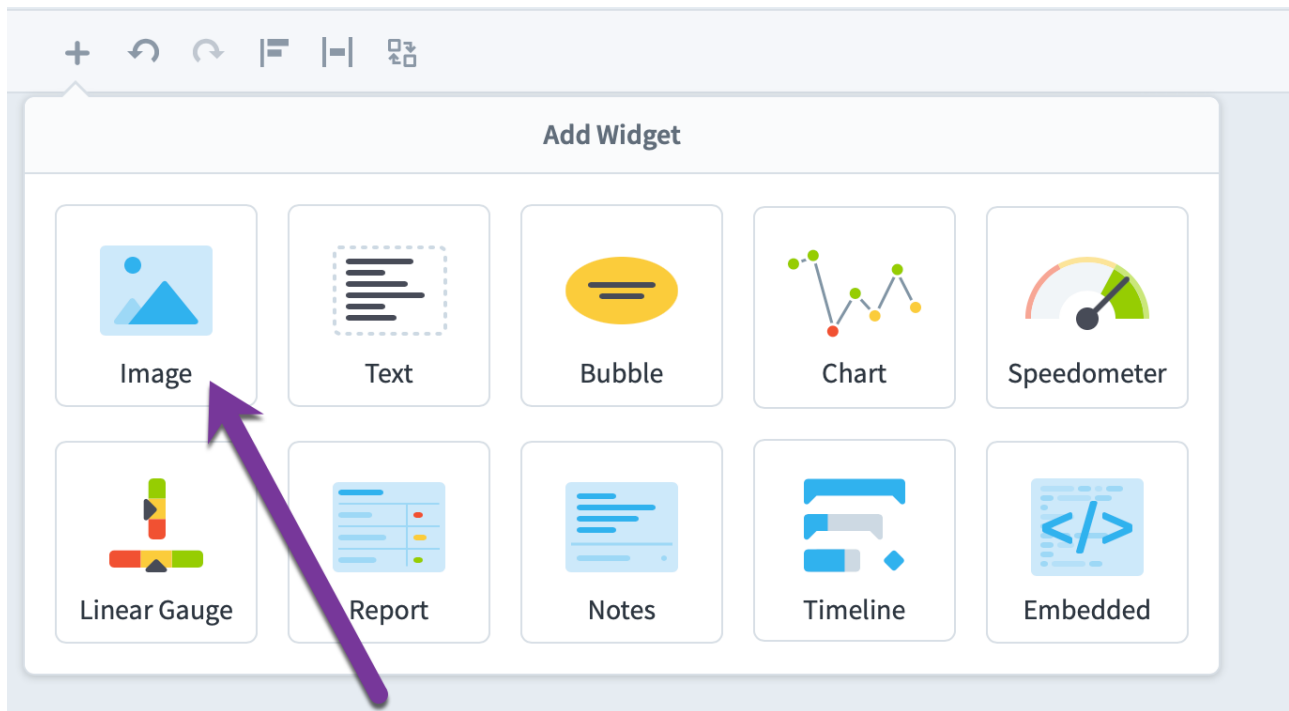 Add Widget
Image Text Bubble Chart Speedometer
Linear Gauge Report Notes Timeline Embedded